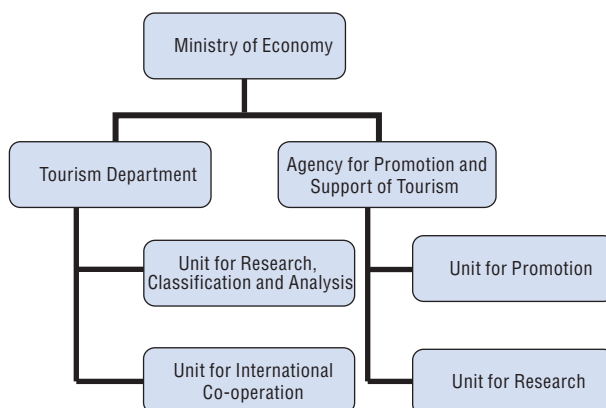 Ministry of Economy
Tourism Department
Agency for Promotion and
Support of Tourism
Unit for Research,
Classification and Analysis
Unit for Promotion
Unit for International
Co-operation
Unit for Research